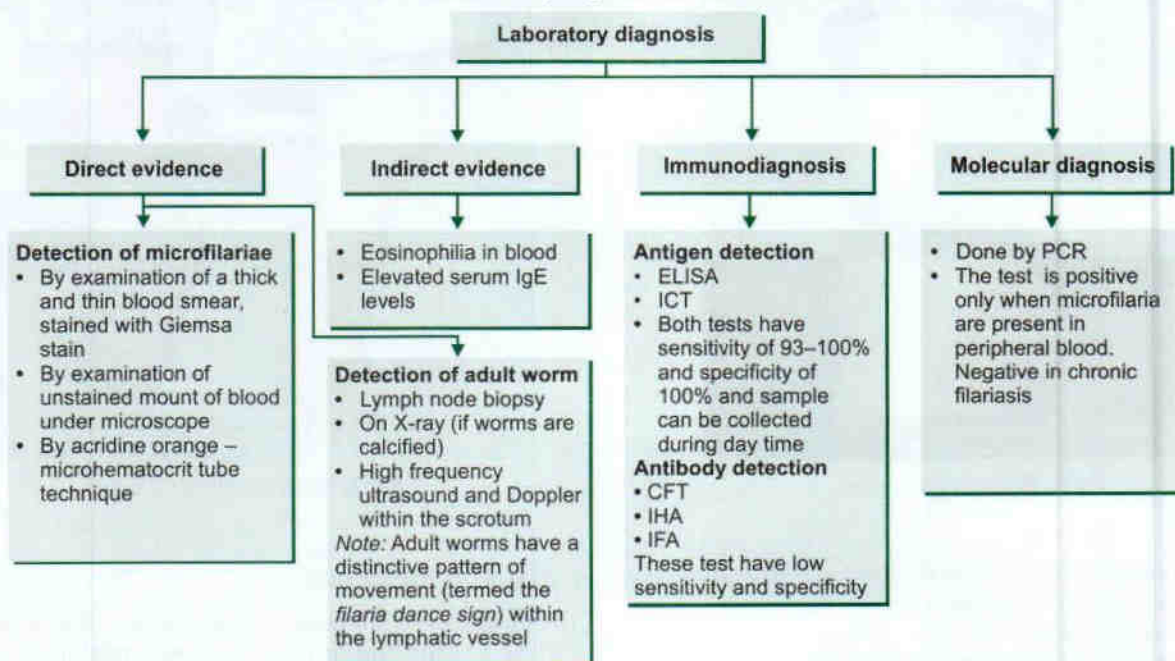 Laboratory diagnosis
Direct evidence
Indirect evidence
Immunodiagnosis
Molecular diagnosis
Detection of microfilariae
• By examination of a thick
and thin blood smear,
stained with Giemsa
stain
• By examination of
unstained mount of blood
under microscope
• By acridine orange –
microhematocrit tube
technique
• Eosinophilia in blood
• Elevated serum IgE
levels
Detection of adult worm
• Lymph node biopsy
• On X-ray (if worms are
calcified)
• High frequency
ultrasound and Doppler
within the scrotum
Note: Adult worms have a
distinctive pattern of
movement (termed the
filaria dance sign) within
the lymphatic vessel
Antigen detection
• ELISA
• ICT
• Both tests have
sensitivity of 93–100%
and specificity of
100% and sample
can be collected
during day time
Antibody detection
• CFT
• IHA
• IFA
These test have low
sensitivity and specificity
• Done by PCR
• The test is positive
only when microfilaria
are present in
peripheral blood.
Negative in chronic
filariasis